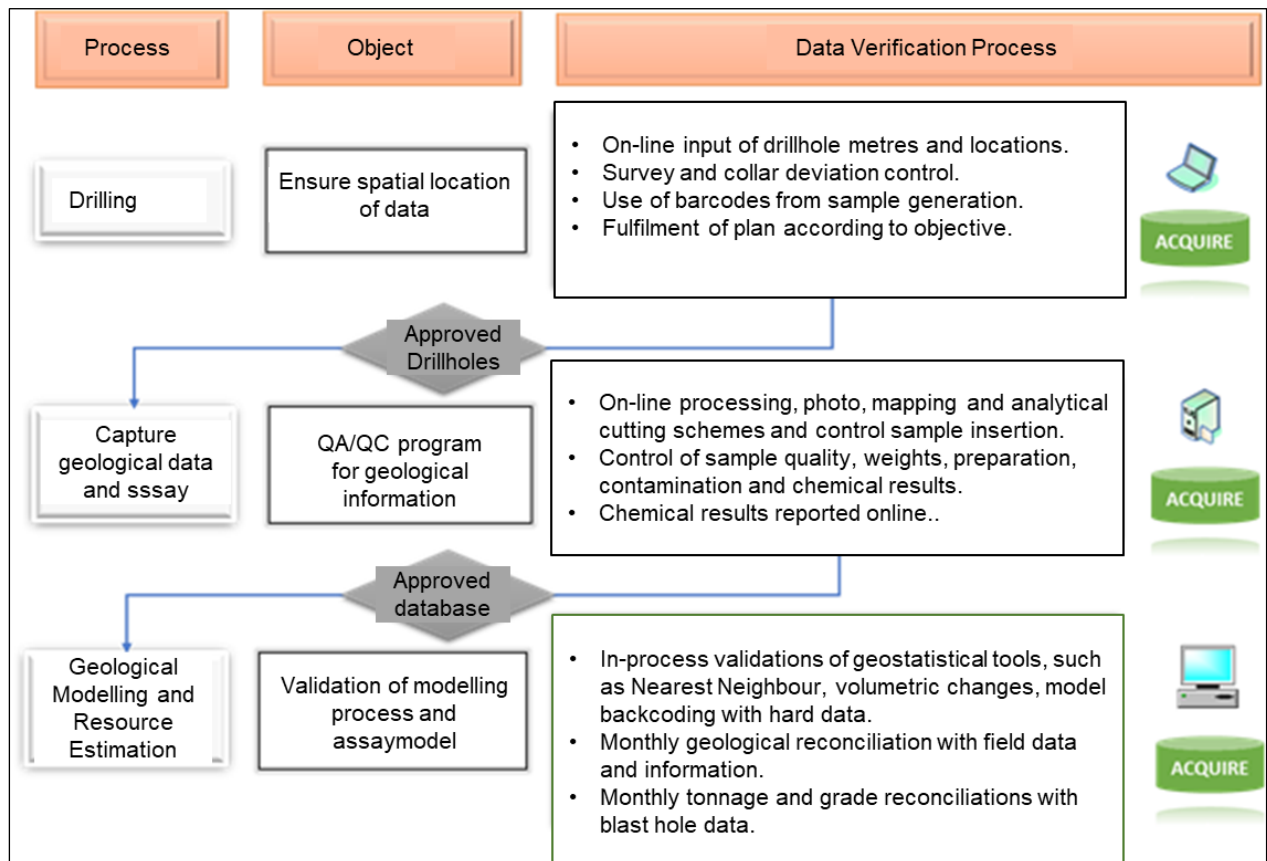 Process
Object
Data Verification Process
Drilling
Ensure spatial location
of data
• On-line input of drillhole metres and locations.
• Survey and collar deviation control.
• Use of barcodes from sample generation.
• Fulfilment of plan according to objective.
ACQUIRE
Approved
Drillholes
Capture
geological data
and sssay
QA/QC program
for geological
information
• On-line processing, photo, mapping and analytical
cutting schemes and control sample insertion.
• Control of sample quality, weights, preparation,
contamination and chemical results.
• Chemical results reported online..
ACQUIRE
Approved
database
Geological
Modelling and
Resource
Estimation
Validation of modelling
process and
assaymodel
• In-process validations of geostatistical tools, such
as Nearest Neighbour, volumetric changes, model
backcoding with hard data.
• Monthly geological reconciliation with field data
and information.
• Monthly tonnage and grade reconciliations with
blast hole data.
ACQUIRE